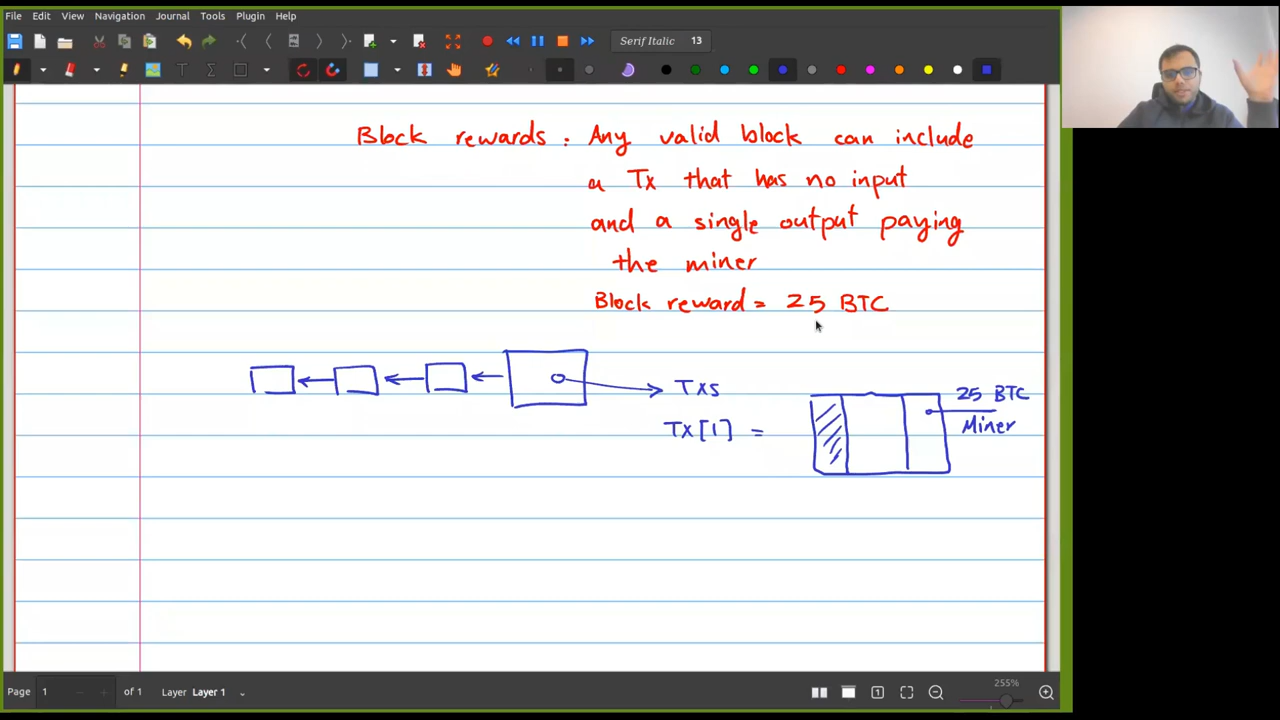 File Edit View Navigation Journal Tools Plugin Help
Serif Italic 13
Block rewards : Any valid block can include
a Tx that has no input
and a single output paying
the miner
Block reward = 25 BTC
TXs
25 BTC
TX[1] =
Miner
Page 1 of 1 Layer Layer 1
255%